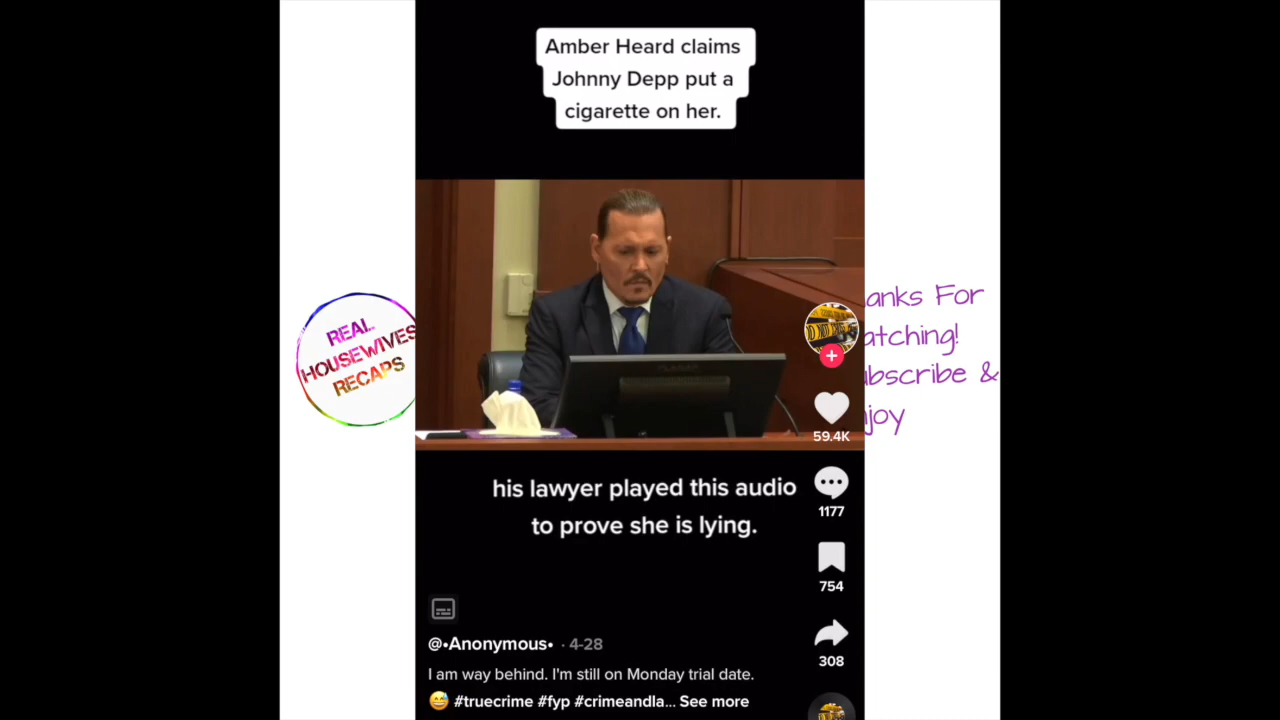 Amber Heard claims
Johnny Depp put a
cigarette on her.
REAL
HOUSEWIVES
RECAPS
anks For
atching!
ubscribe &
joy
59.4K
his lawyer played this audio
to prove she is lying.
1177
754
@•Anonymous• · 4-28
308
I am way behind. I'm still on Monday trial date.
😅 #truecrime #fyp #crimeandla... See more